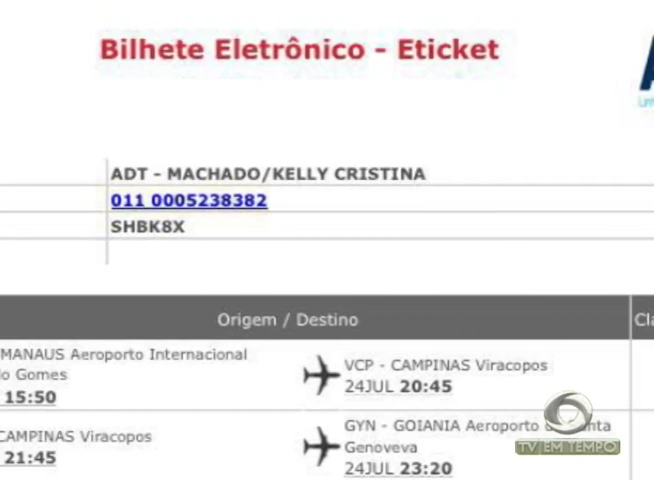 Bilhete Eletrônico - Eticket
ADT - MACHADO/KELLY CRISTINA
011 0005238382
SHBK8X
Origem / Destino
MANAUS Aeroporto Internacional
Gomes
15:50
VCP - CAMPINAS Viracopos
24JUL 20:45
CAMPINAS Viracopos
21:45
GYN - GOIANIA Aeroporto
Genoveva
24JUL 23:20
TV EM TEMPO